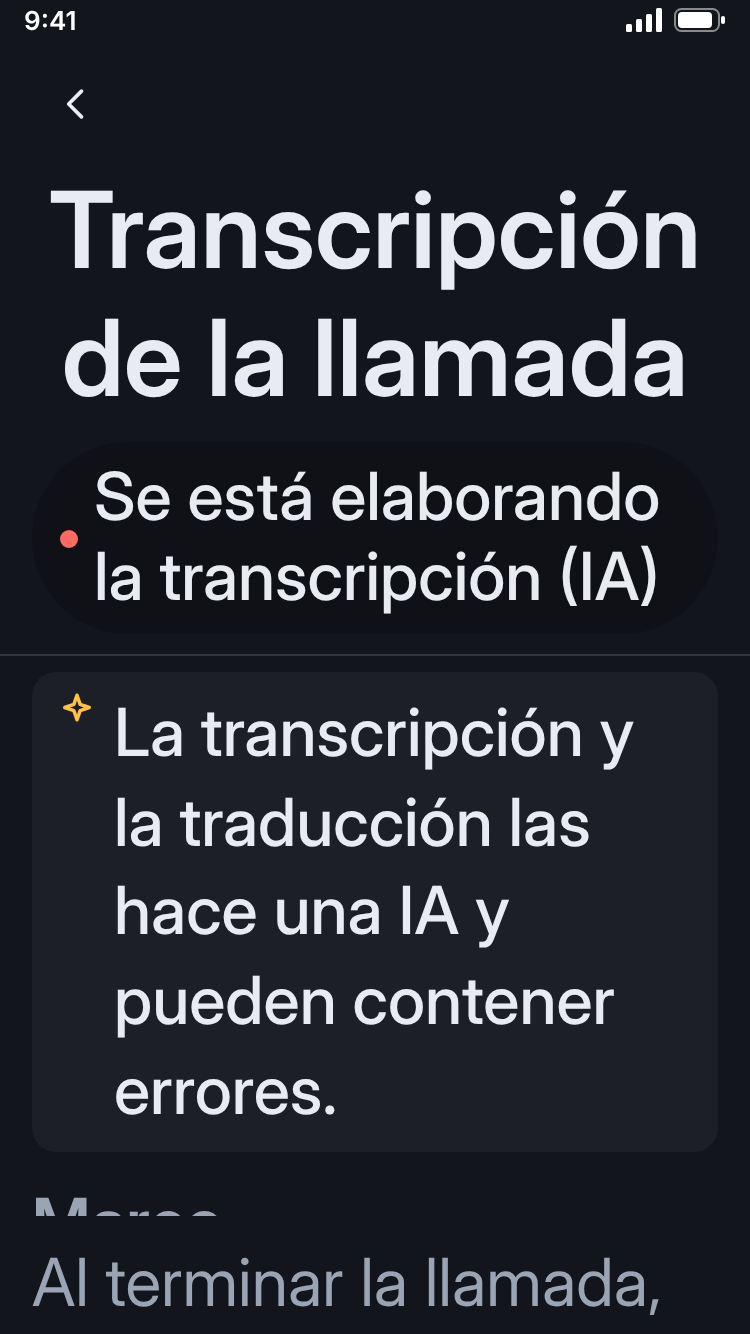 9:41
Transcripción
de la llamada
Se está elaborando
la transcripción (IA)
La transcripción y
la traducción las
hace una IA y
pueden contener
errores.
Al terminar la llamada,